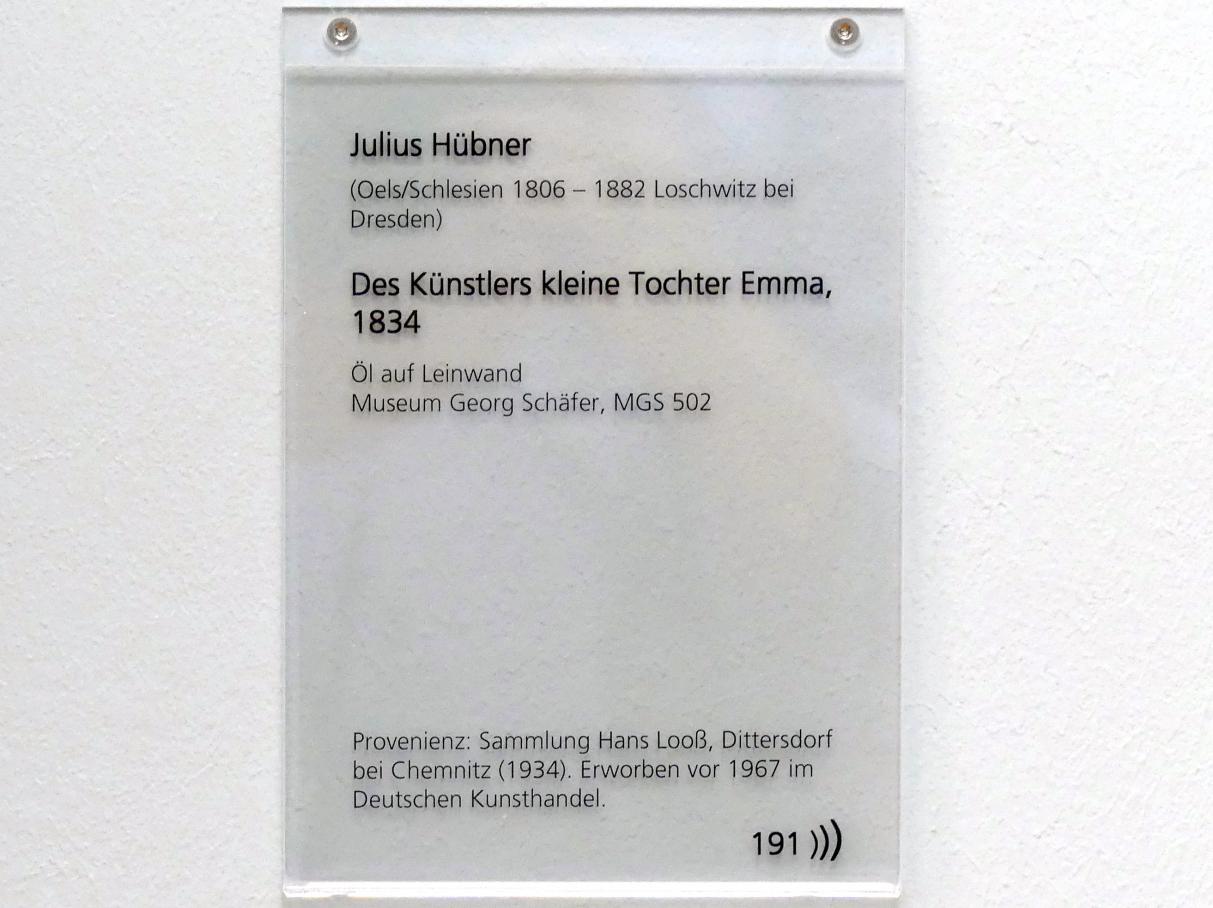 Julius Hübner
(Oels/Schlesien 1806 – 1882 Loschwitz bei
Dresden)
Des Künstlers kleine Tochter Emma,
1834
Öl auf Leinwand
Museum Georg Schäfer, MGS 502
Provenienz: Sammlung Hans Looß, Dittersdorf
bei Chemnitz (1934). Erworben vor 1967 im
Deutschen Kunsthandel.
191 )))